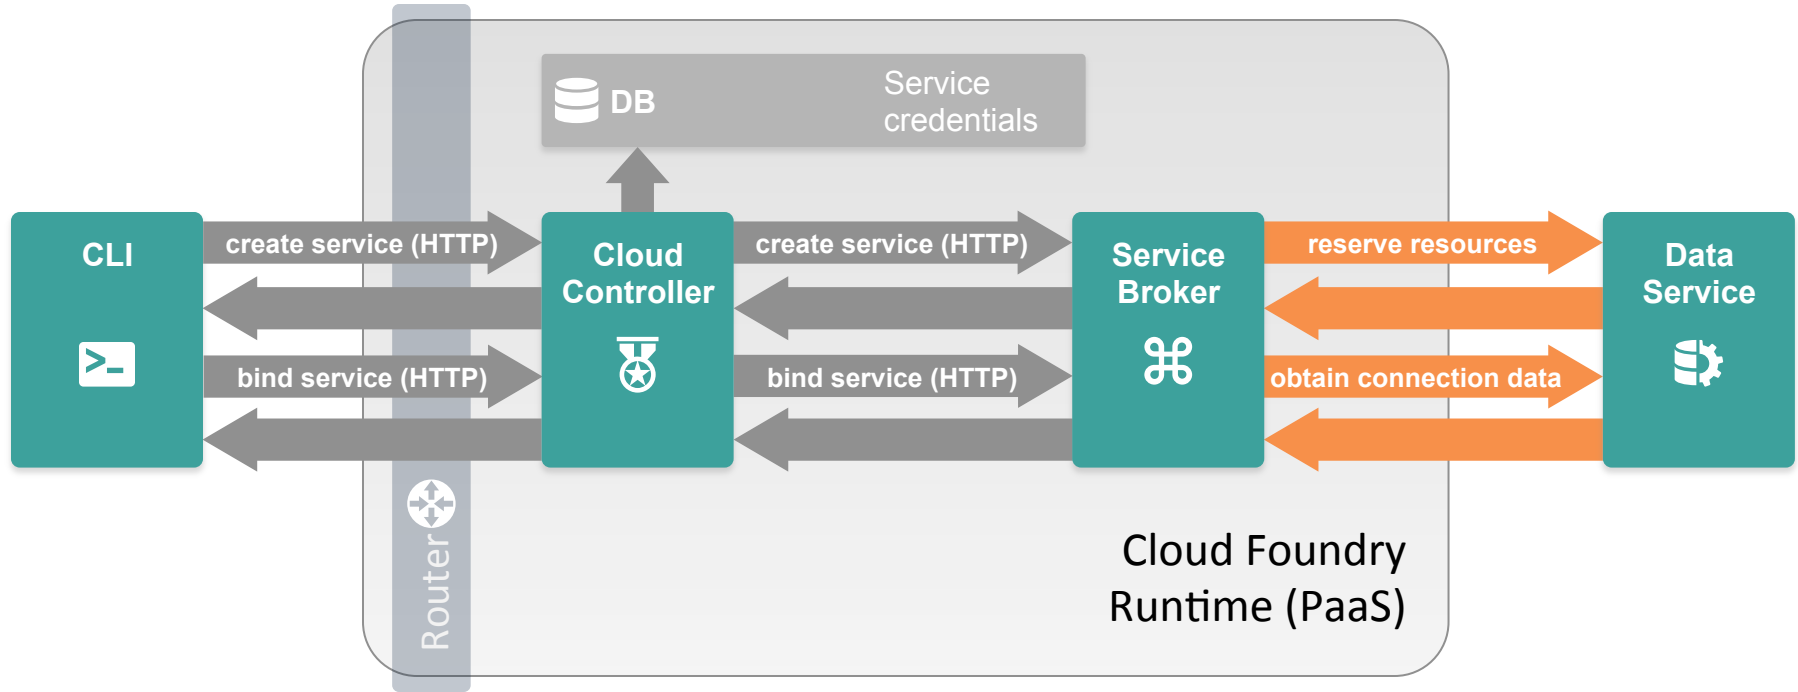 DB
Service
credentials
CLI
create service (HTTP)
Cloud
Controller
create service (HTTP)
Service
Broker
reserve resources
Data
Service
bind service (HTTP)
bind service (HTTP)
obtain connection data
Router
Cloud Foundry
Runtime (PaaS)